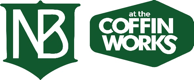 NB
at the
COFFIN
WORKS